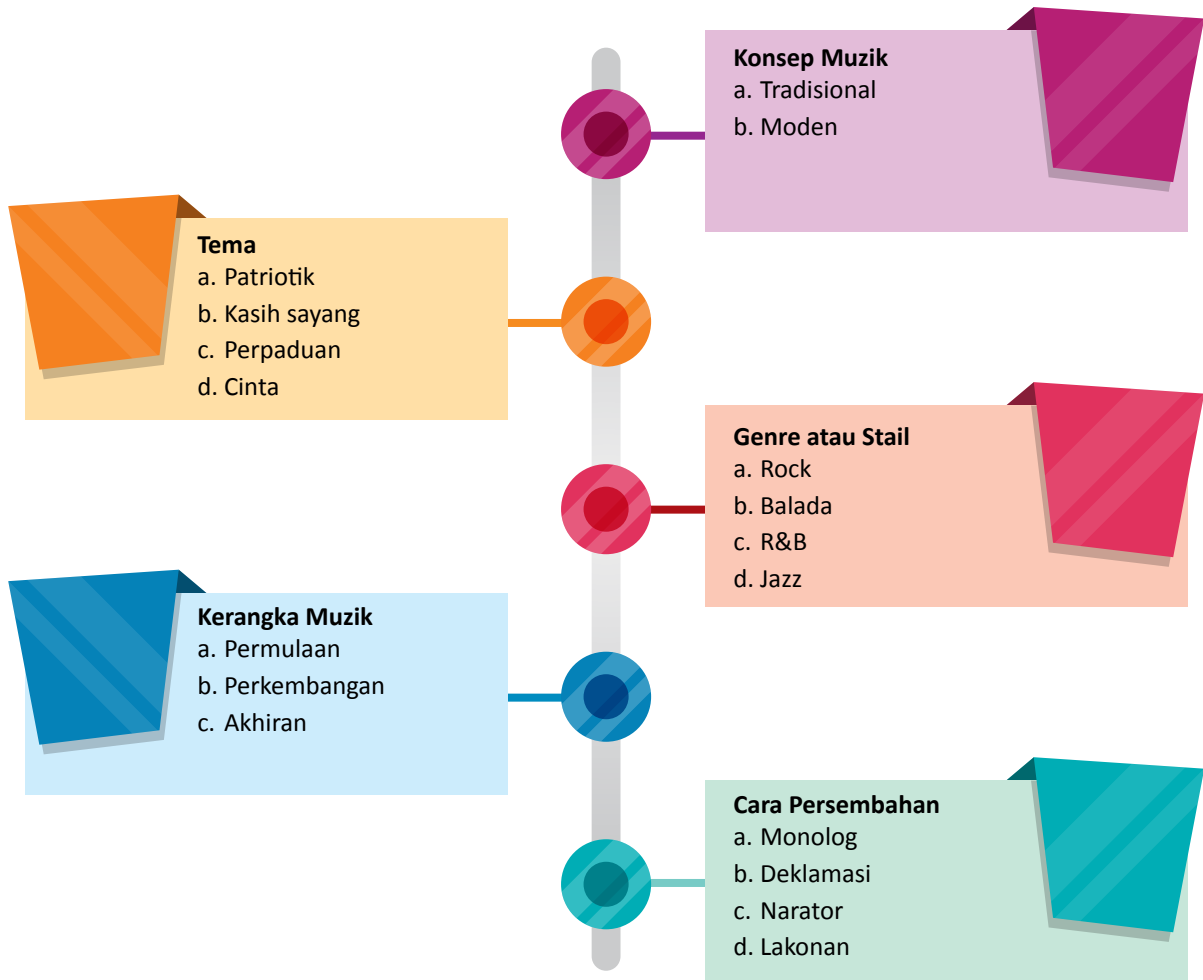 Konsep Muzik
a. Tradisional
b. Moden
Tema
a. Patriotik
b. Kasih sayang
c. Perpaduan
d. Cinta
Genre atau Stail
a. Rock
b. Balada
c. R&B
d. Jazz
Kerangka Muzik
a. Permulaan
b. Perkembangan
c. Akhiran
Cara Persembahan
a. Monolog
b. Deklamasi
c. Narator
d. Lakonan